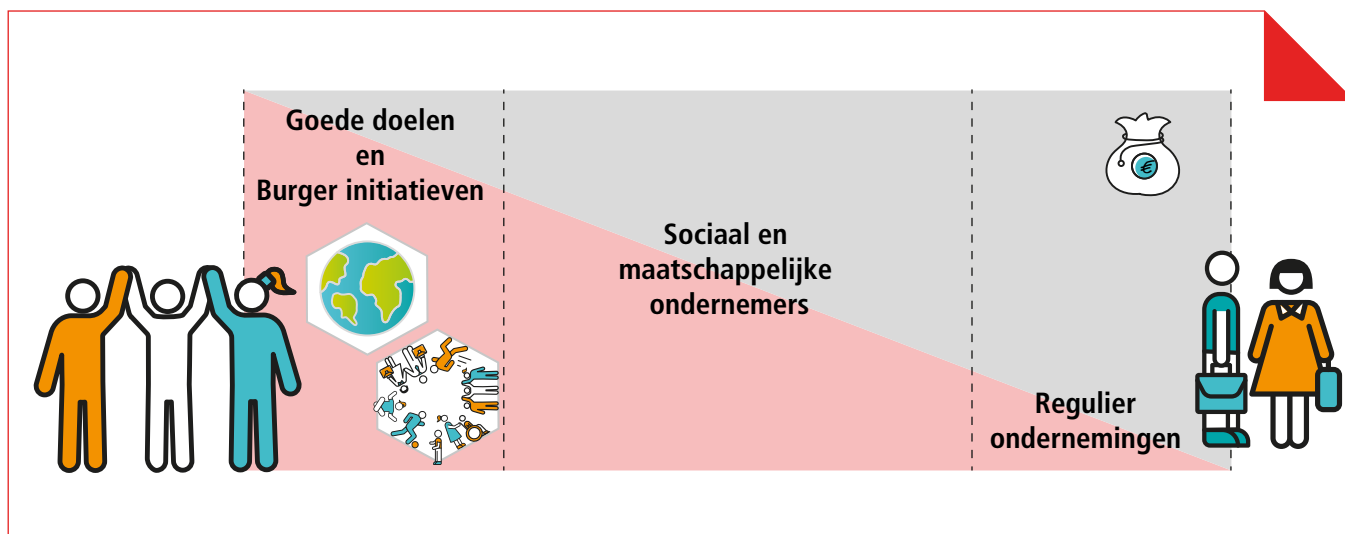 Goede doelen
en
Burger initiatieven
Sociaal en
maatschappelijke
ondernemers
€
Regulier
ondernemingen